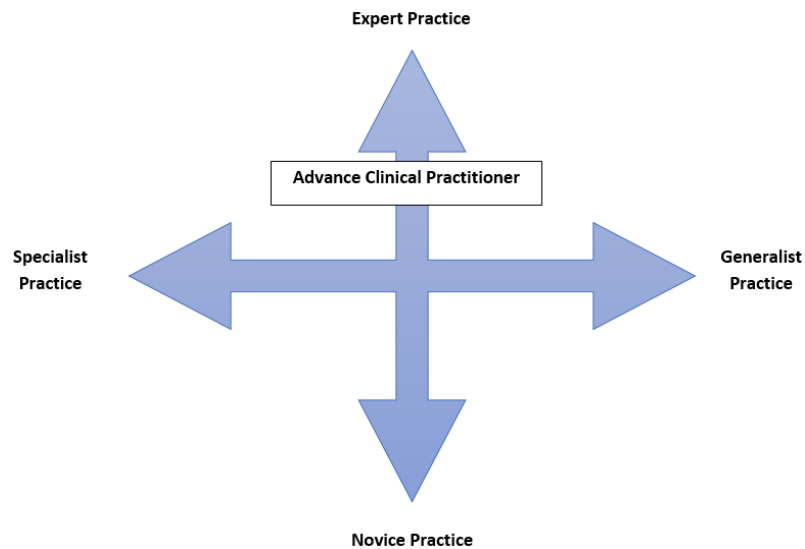 Expert Practice
Advance Clinical Practitioner
Specialist
Practice
Generalist
Practice
Novice Practice